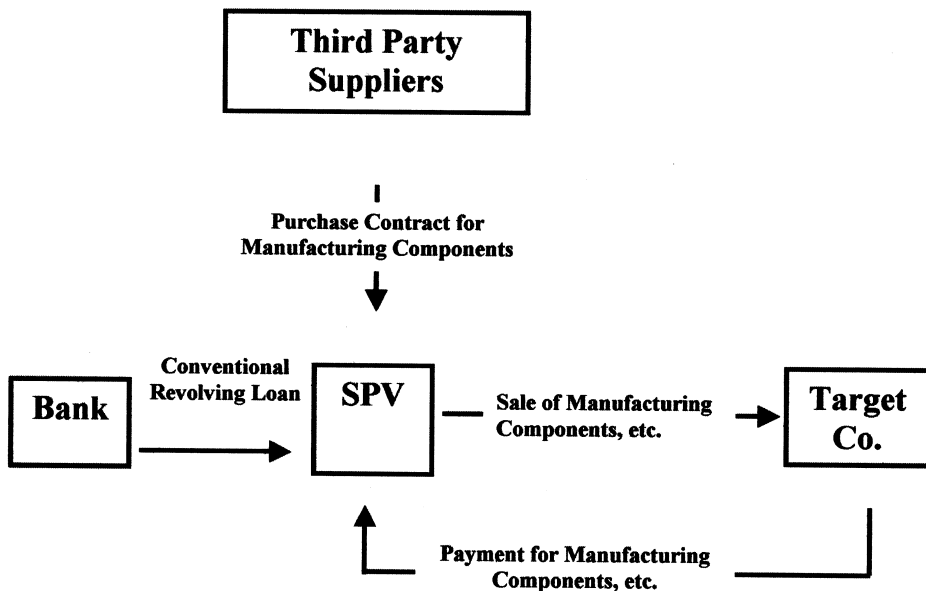 Third Party
Suppliers
Purchase Contract for
Manufacturing Components
Conventional
Revolving Loan
Bank
SPV
Sale of Manufacturing
Components, etc.
Target
Co.
Payment for Manufacturing
Components, etc.